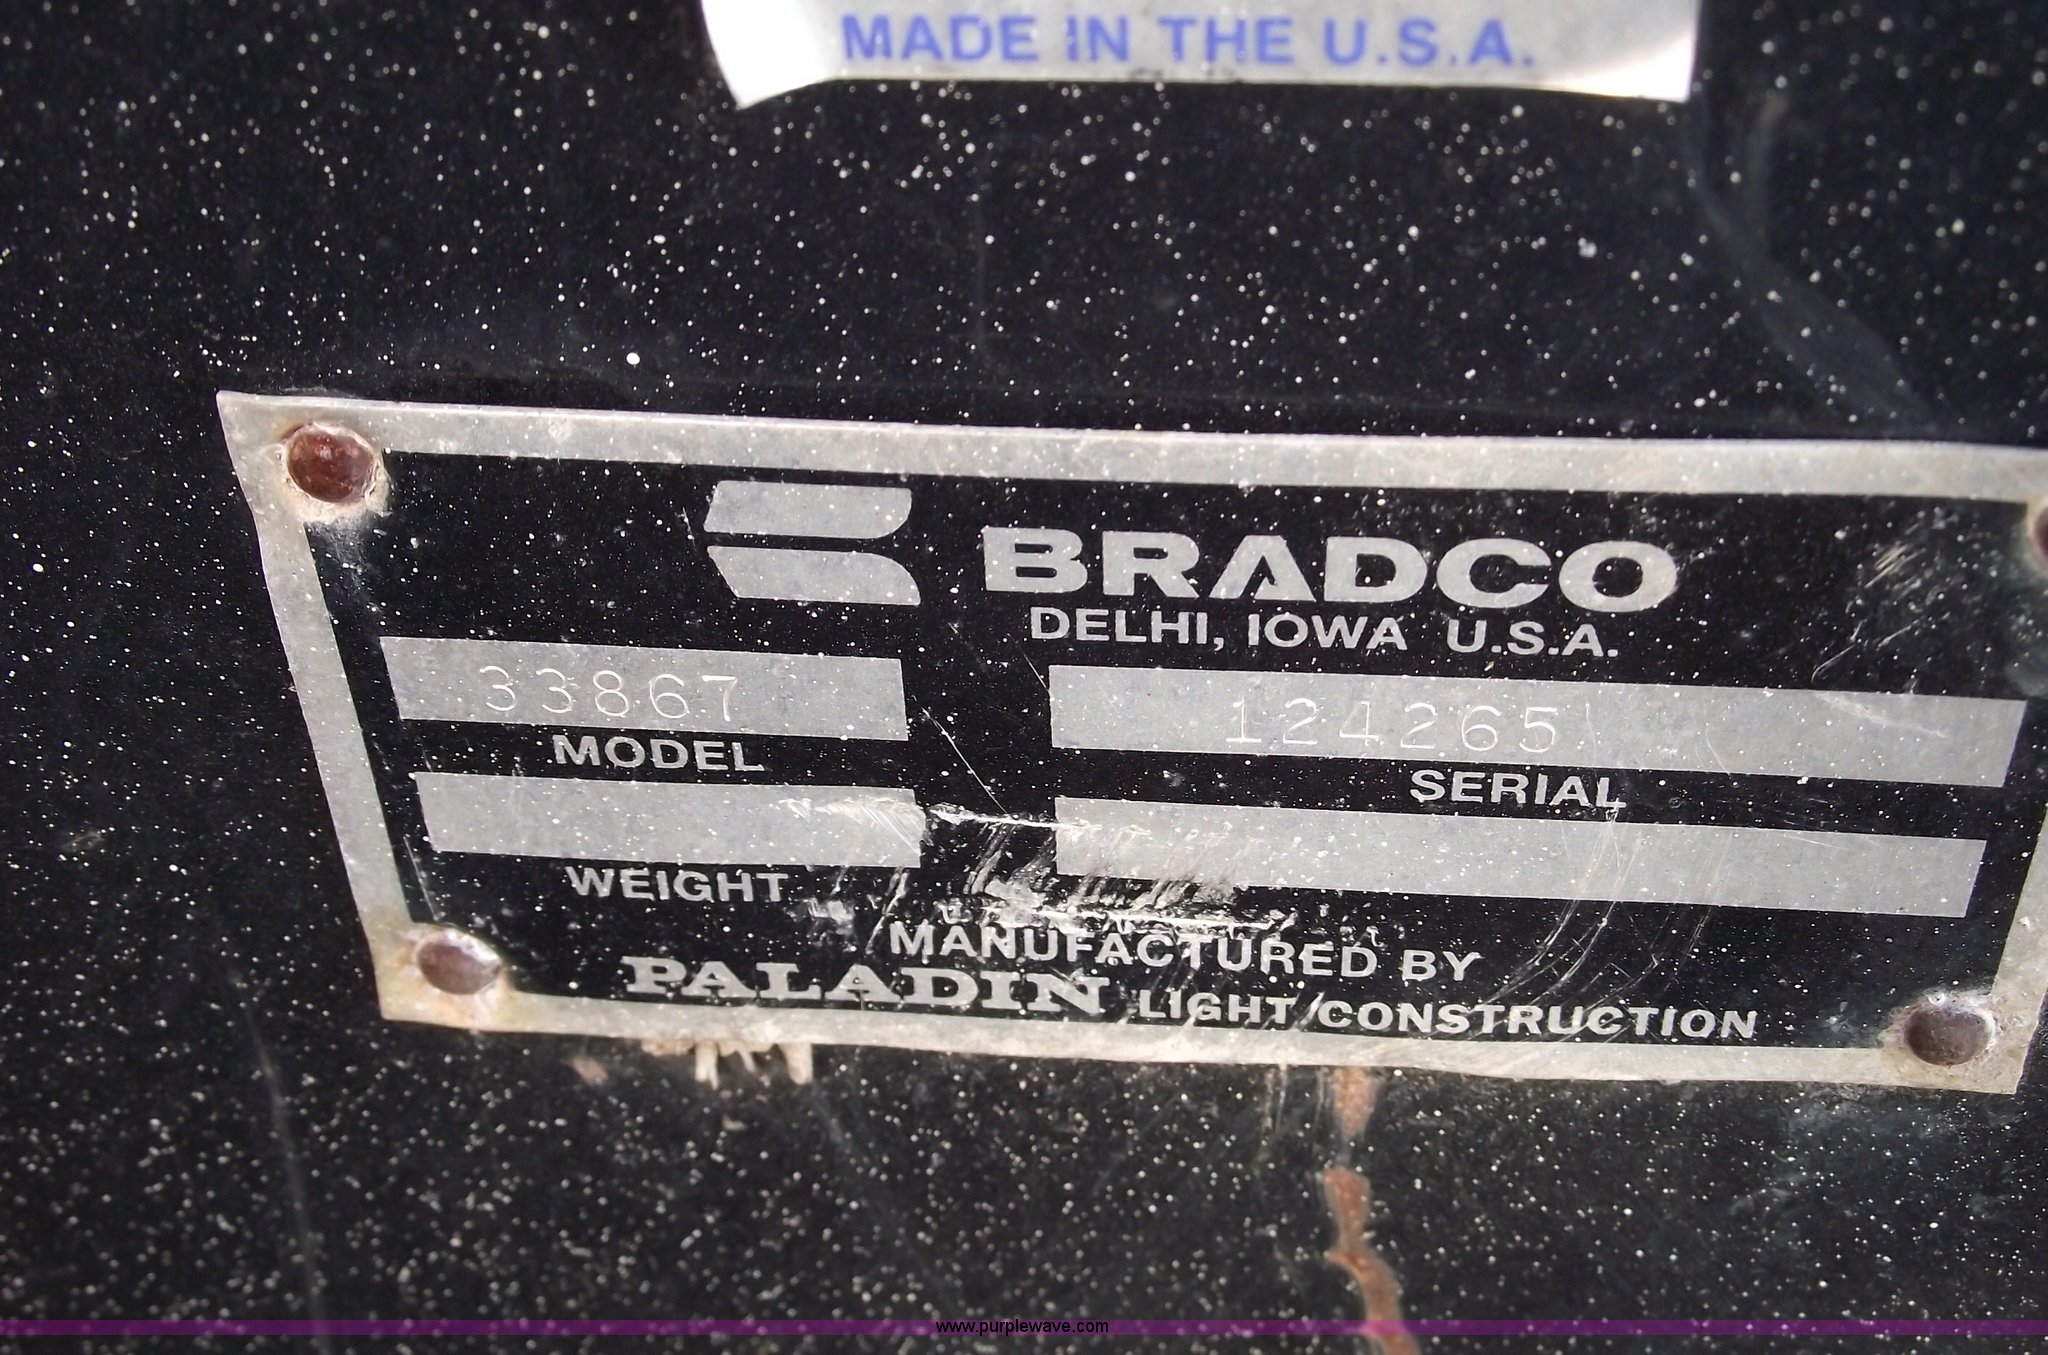 MADE IN THE U.S.A.
BRADCO
DELHI, IOWA U.S.A.
33867
124265
MODEL
SERIAL
WEIGHT
MANUFACTURED BY
PALADIN LIGHT CONSTRUCTION
www.purplewave.com